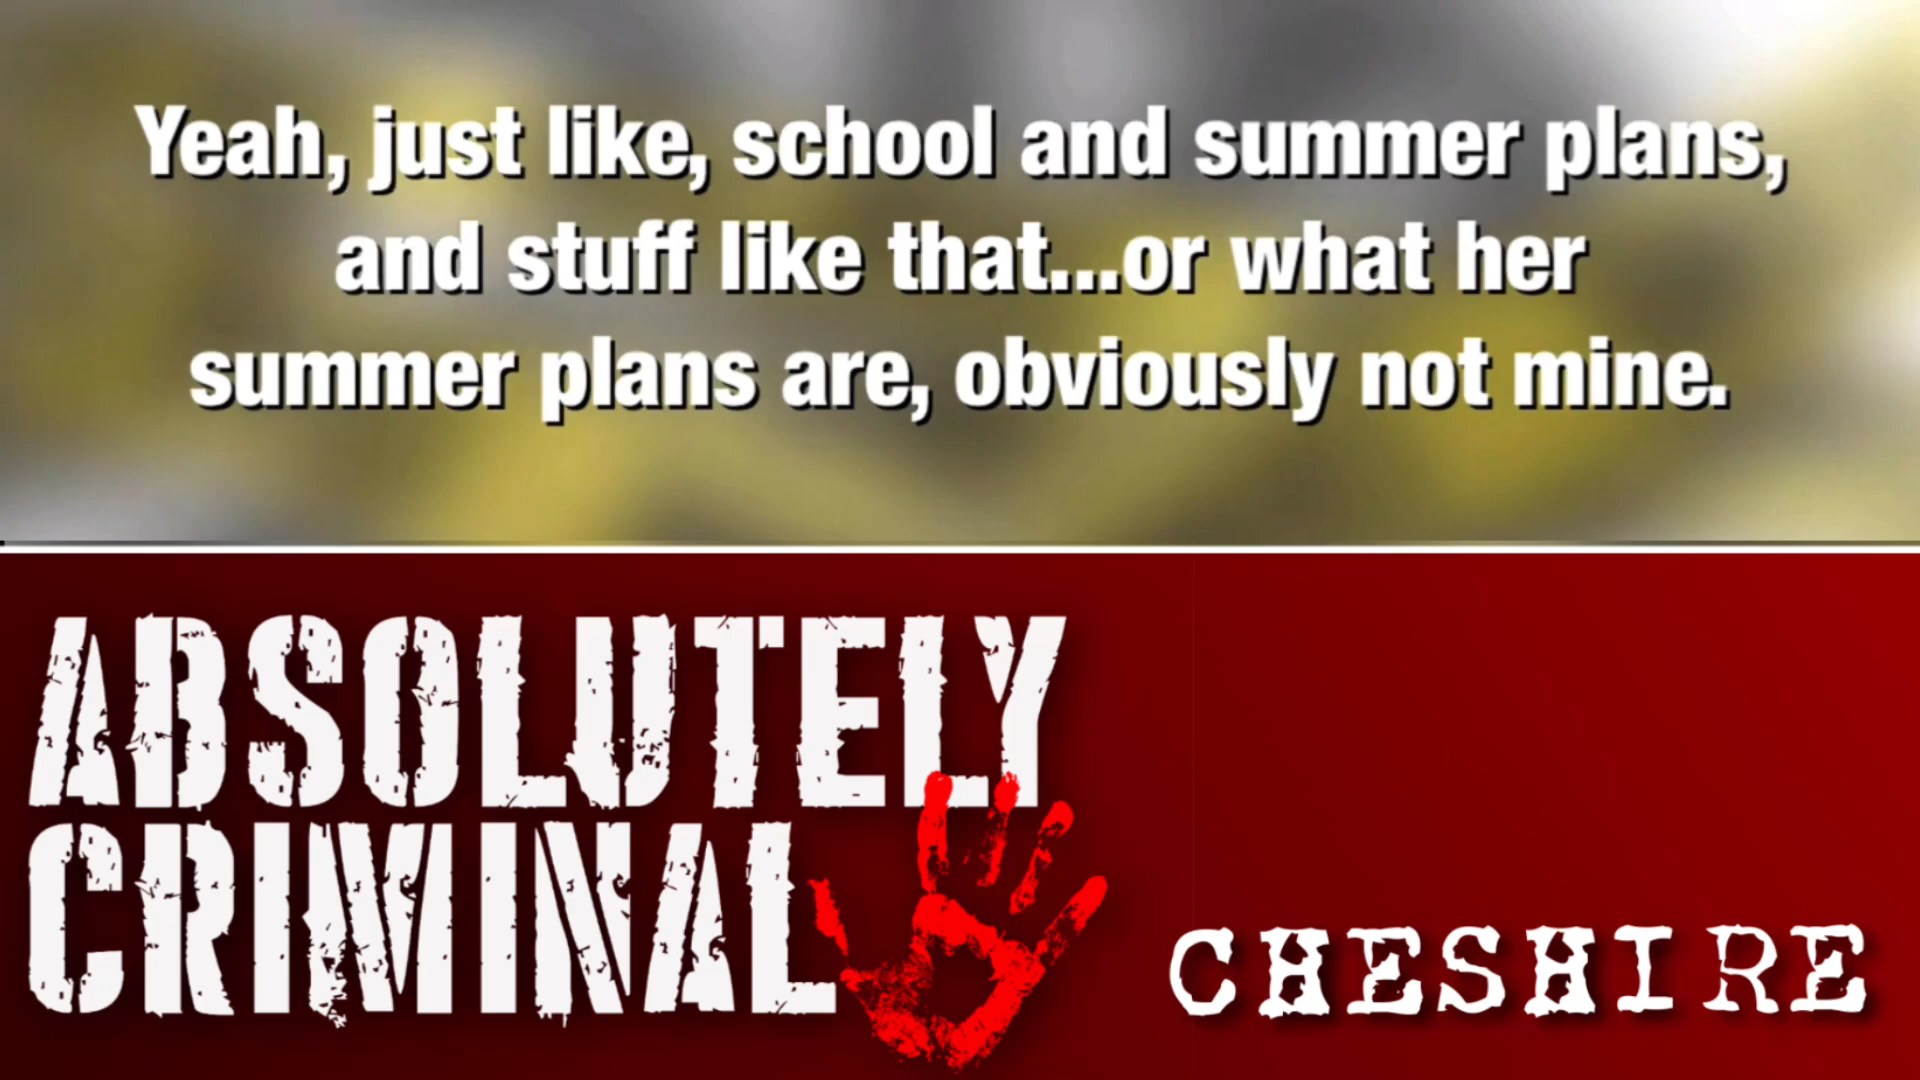 Yeah, just like, school and summer plans,
and stuff like that...or what her
summer plans are, obviously not mine.
ABSOLUTELY
CRIMINAL
CHESHIRE